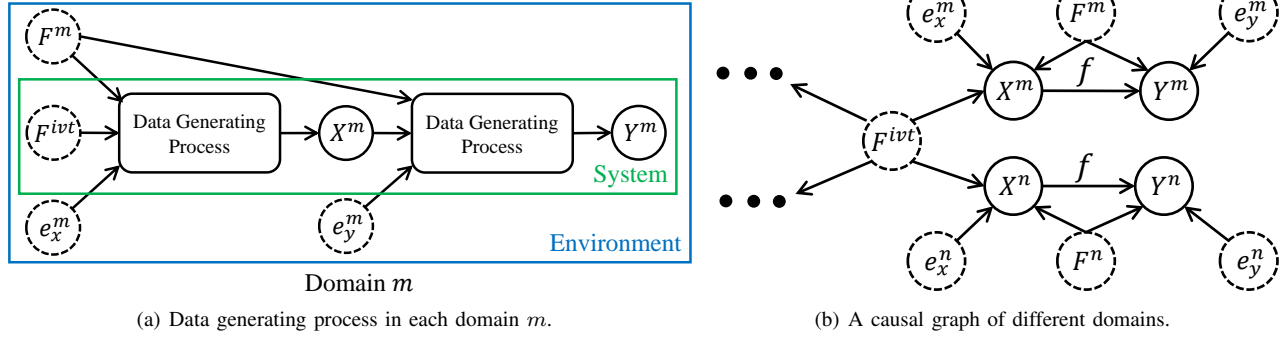 F^m
F^{ivt}
Data Generating
Process
X^m
Data Generating
Process
Y^m
System
e_x^m
e_y^m
Environment
Domain m
(a) Data generating process in each domain m.
e_x^m
F^m
e_y^m
• • •
X^m
f
Y^m
F^{ivt}
• • •
X^n
f
Y^n
e_x^n
F^n
e_y^n
(b) A causal graph of different domains.